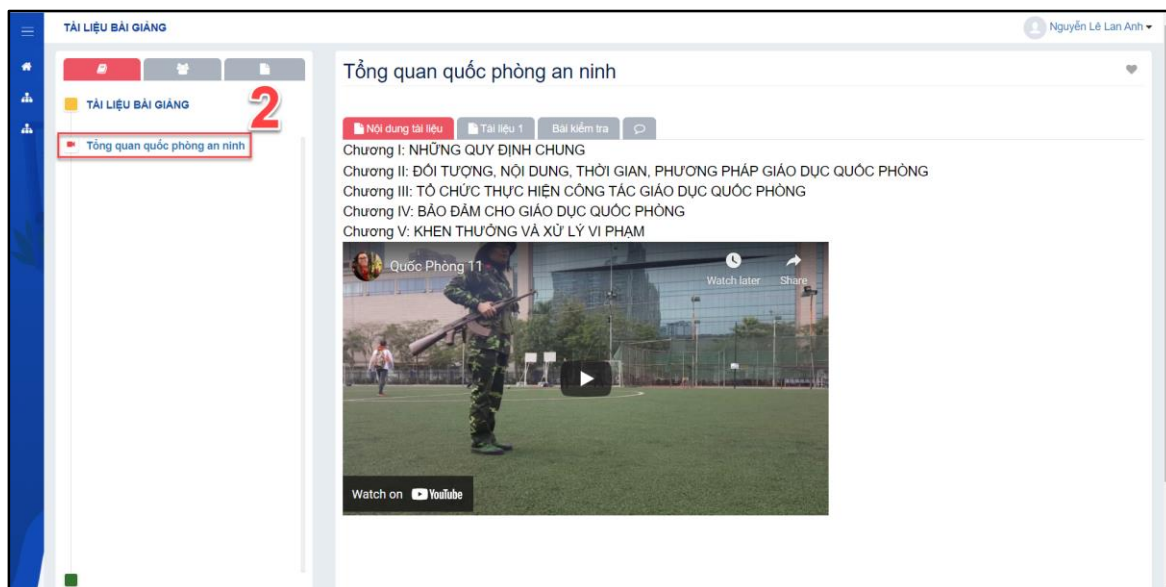 TÀI LIỆU BÀI GIẢNG
Nguyễn Lê Lan Anh
TÀI LIỆU BÀI GIẢNG
2
Tổng quan quốc phòng an ninh
Tổng quan quốc phòng an ninh
Nội dung tài liệu
Tài liệu 1
Bài kiểm tra
Chương I: NHỮNG QUY ĐỊNH CHUNG
Chương II: ĐỐI TƯỢNG, NỘI DUNG, THỜI GIAN, PHƯƠNG PHÁP GIÁO DỤC QUỐC PHÒNG
Chương III: TỔ CHỨC THỰC HIỆN CÔNG TÁC GIÁO DỤC QUỐC PHÒNG
Chương IV: BẢO ĐẢM CHO GIÁO DỤC QUỐC PHÒNG
Chương V: KHEN THƯỞNG VÀ XỬ LÝ VI PHẠM
Quốc Phòng 11
Watch later
Share
Watch on YouTube